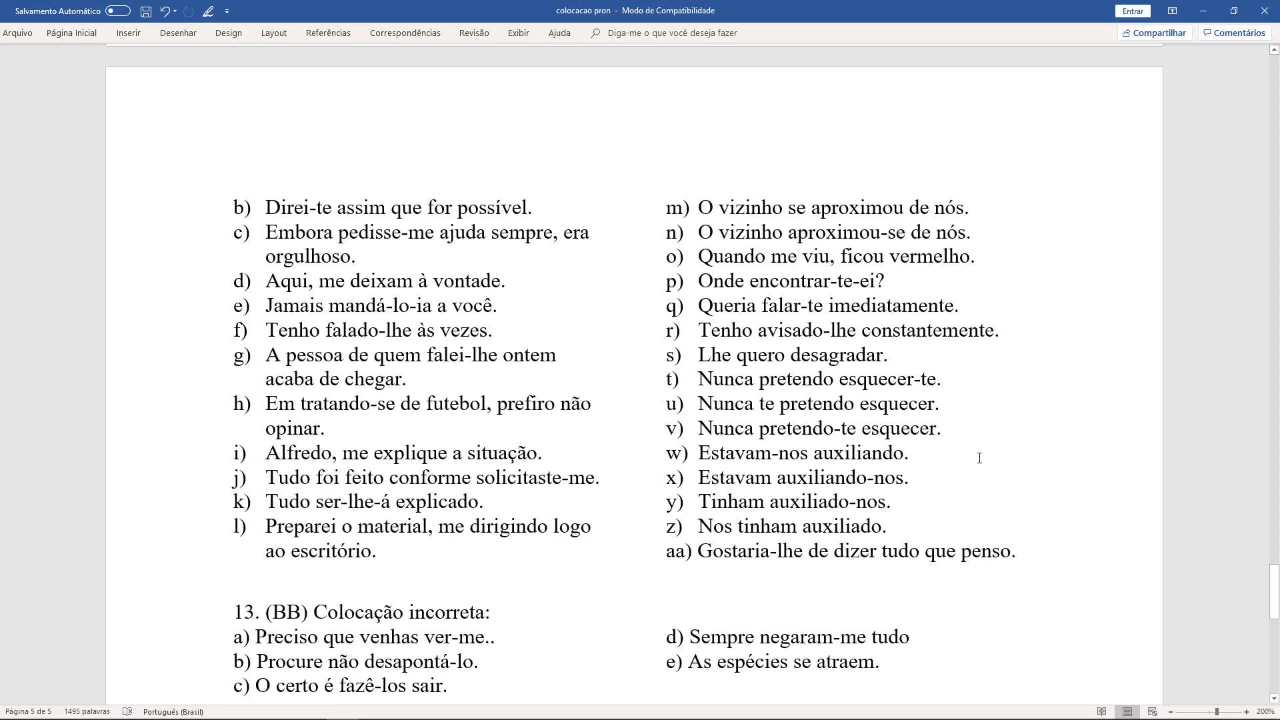 Salvamento Automático
colocacao pron - Modo de Compatibilidade
Entrar
Arquivo Página Inicial Inserir Desenhar Design Layout Referências Correspondências Revisão Exibir Ajuda Diga-me o que você deseja fazer Compartilhar Comentários
b) Direi-te assim que for possível.
c) Embora pedisse-me ajuda sempre, era
orgulhoso.
d) Aqui, me deixam à vontade.
e) Jamais mandá-lo-ia a você.
f) Tenho falado-lhe às vezes.
g) A pessoa de quem falei-lhe ontem
acaba de chegar.
h) Em tratando-se de futebol, prefiro não
opinar.
i) Alfredo, me explique a situação.
j) Tudo foi feito conforme solicitaste-me.
k) Tudo ser-lhe-á explicado.
l) Preparei o material, me dirigindo logo
ao escritório.
m) O vizinho se aproximou de nós.
n) O vizinho aproximou-se de nós.
o) Quando me viu, ficou vermelho.
p) Onde encontrar-te-ei?
q) Queria falar-te imediatamente.
r) Tenho avisado-lhe constantemente.
s) Lhe quero desagradar.
t) Nunca pretendo esquecer-te.
u) Nunca te pretendo esquecer.
v) Nunca pretendo-te esquecer.
w) Estavam-nos auxiliando.
x) Estavam auxiliando-nos.
y) Tinham auxiliado-nos.
z) Nos tinham auxiliado.
aa) Gostaria-lhe de dizer tudo que penso.
13. (BB) Colocação incorreta:
a) Preciso que venhas ver-me..
b) Procure não desapontá-lo.
c) O certo é fazê-los sair.
d) Sempre negaram-me tudo
e) As espécies se atraem.
Página 5 de 5 1495 palavras Português (Brasil) 200%